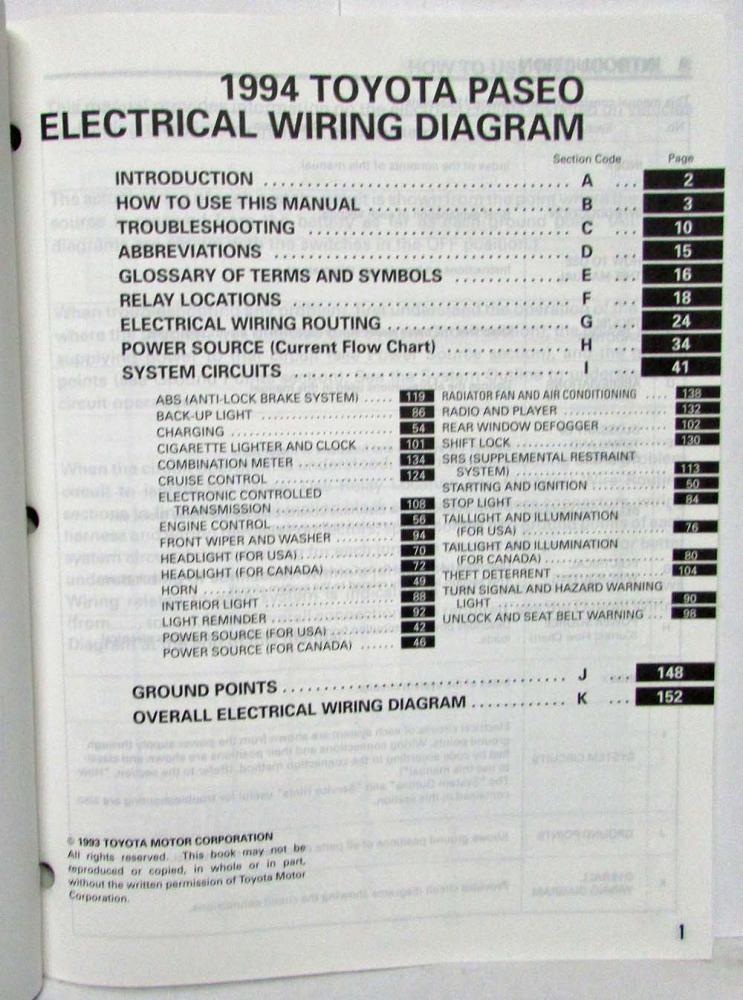 1994 TOYOTA PASEO
ELECTRICAL WIRING DIAGRAM
Section Code Page
INTRODUCTION A 2
HOW TO USE THIS MANUAL B 3
TROUBLESHOOTING C 10
ABBREVIATIONS D 15
GLOSSARY OF TERMS AND SYMBOLS E 16
RELAY LOCATIONS F 18
ELECTRICAL WIRING ROUTING G 24
POWER SOURCE (Current Flow Chart) H 34
SYSTEM CIRCUITS I 41
ABS (ANTI-LOCK BRAKE SYSTEM) 119
BACK-UP LIGHT 86
CHARGING 54
CIGARETTE LIGHTER AND CLOCK 101
COMBINATION METER 134
CRUISE CONTROL 124
ELECTRONIC CONTROLLED
TRANSMISSION 108
ENGINE CONTROL 56
FRONT WIPER AND WASHER 94
HEADLIGHT (FOR USA) 70
HEADLIGHT (FOR CANADA) 72
HORN 49
INTERIOR LIGHT 88
LIGHT REMINDER 92
POWER SOURCE (FOR USA) 42
POWER SOURCE (FOR CANADA) 46
RADIATOR FAN AND AIR CONDITIONING 138
RADIO AND PLAYER 132
REAR WINDOW DEFOGGER 102
SHIFT LOCK 130
SRS (SUPPLEMENTAL RESTRAINT
SYSTEM) 113
STARTING AND IGNITION 50
STOP LIGHT 84
TAILLIGHT AND ILLUMINATION
(FOR USA) 76
TAILLIGHT AND ILLUMINATION
(FOR CANADA) 80
THEFT DETERRENT 104
TURN SIGNAL AND HAZARD WARNING
LIGHT 90
UNLOCK AND SEAT BELT WARNING 98
GROUND POINTS J 148
OVERALL ELECTRICAL WIRING DIAGRAM K 152
© 1993 TOYOTA MOTOR CORPORATION
All rights reserved. This book may not be
reproduced or copied, in whole or in part,
without the written permission of Toyota Motor
Corporation.
1